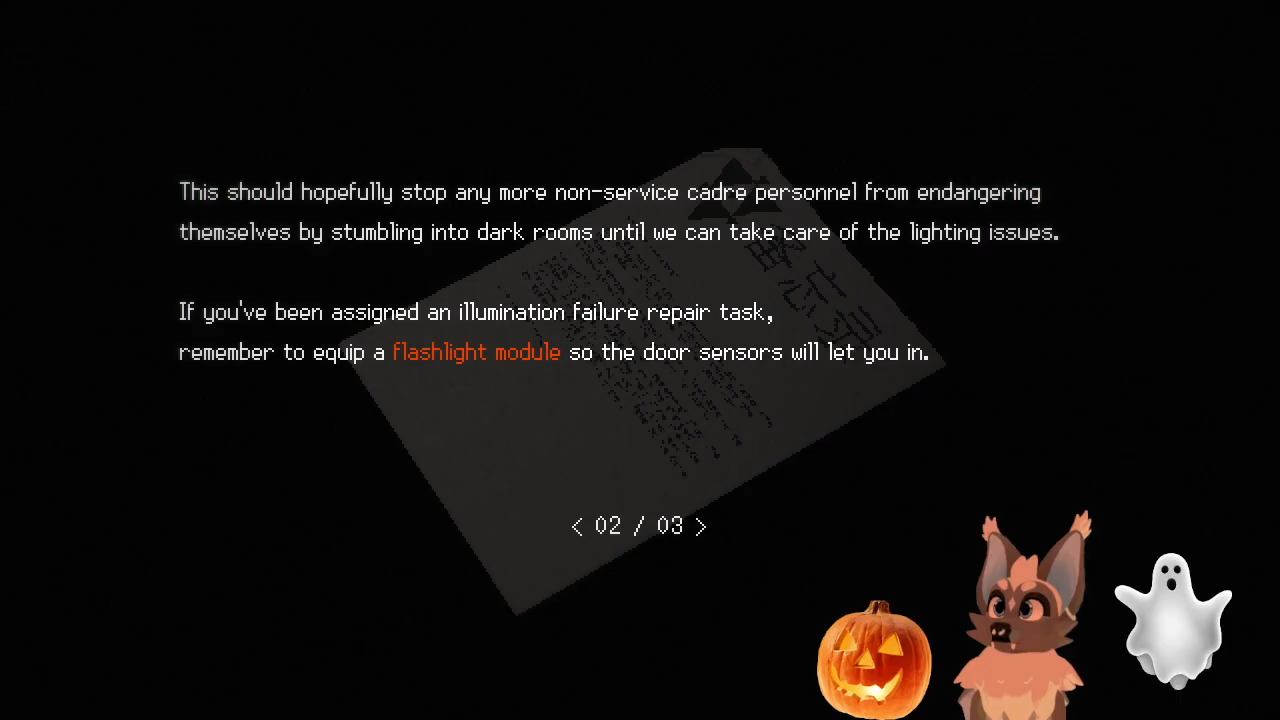 This should hopefully stop any more non-service cadre personnel from endangering
themselves by stumbling into dark rooms until we can take care of the lighting issues.
If you've been assigned an illumination failure repair task,
remember to equip a flashlight module so the door sensors will let you in.
< 02 / 03 >